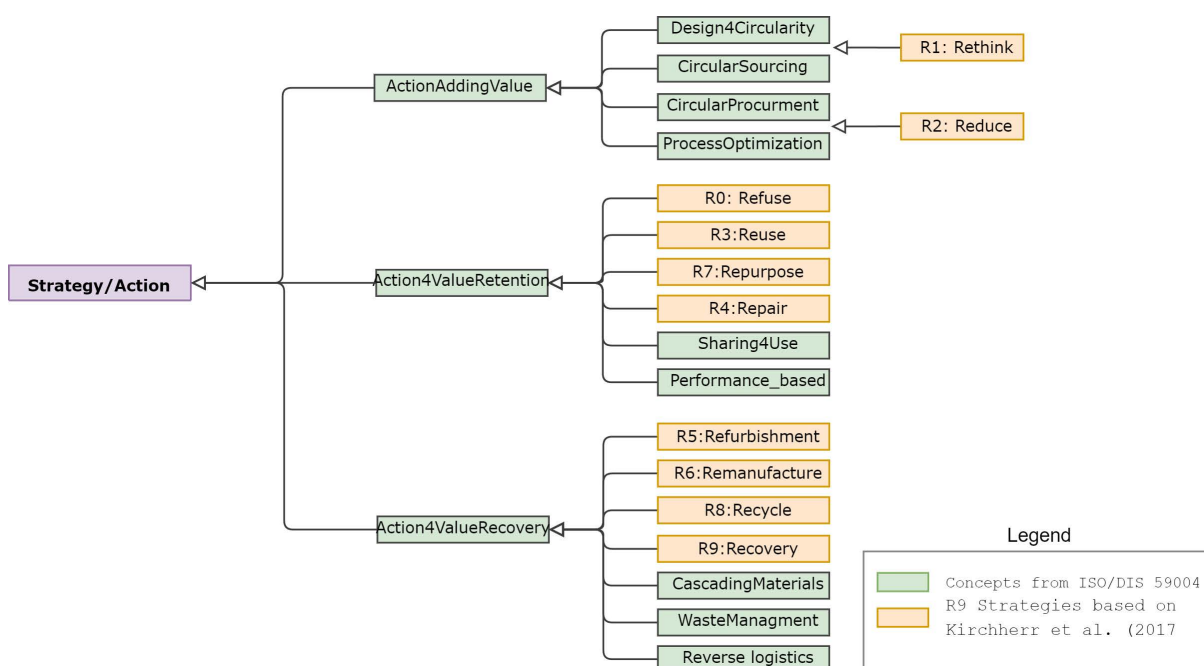 Design4Circularity
R1: Rethink
CircularSourcing
ActionAddingValue
CircularProcurment
R2: Reduce
ProcessOptimization
R0: Refuse
R3:Reuse
R7:Repurpose
Strategy/Action
Action4ValueRetention
R4:Repair
Sharing4Use
Performance_based
R5:Refurbishment
R6:Remanufacture
R8:Recycle
Action4ValueRecovery
R9:Recovery
CascadingMaterials
WasteManagment
Reverse logistics
Legend
Concepts from ISO/DIS 59004
R9 Strategies based on
Kirchherr et al. (2017